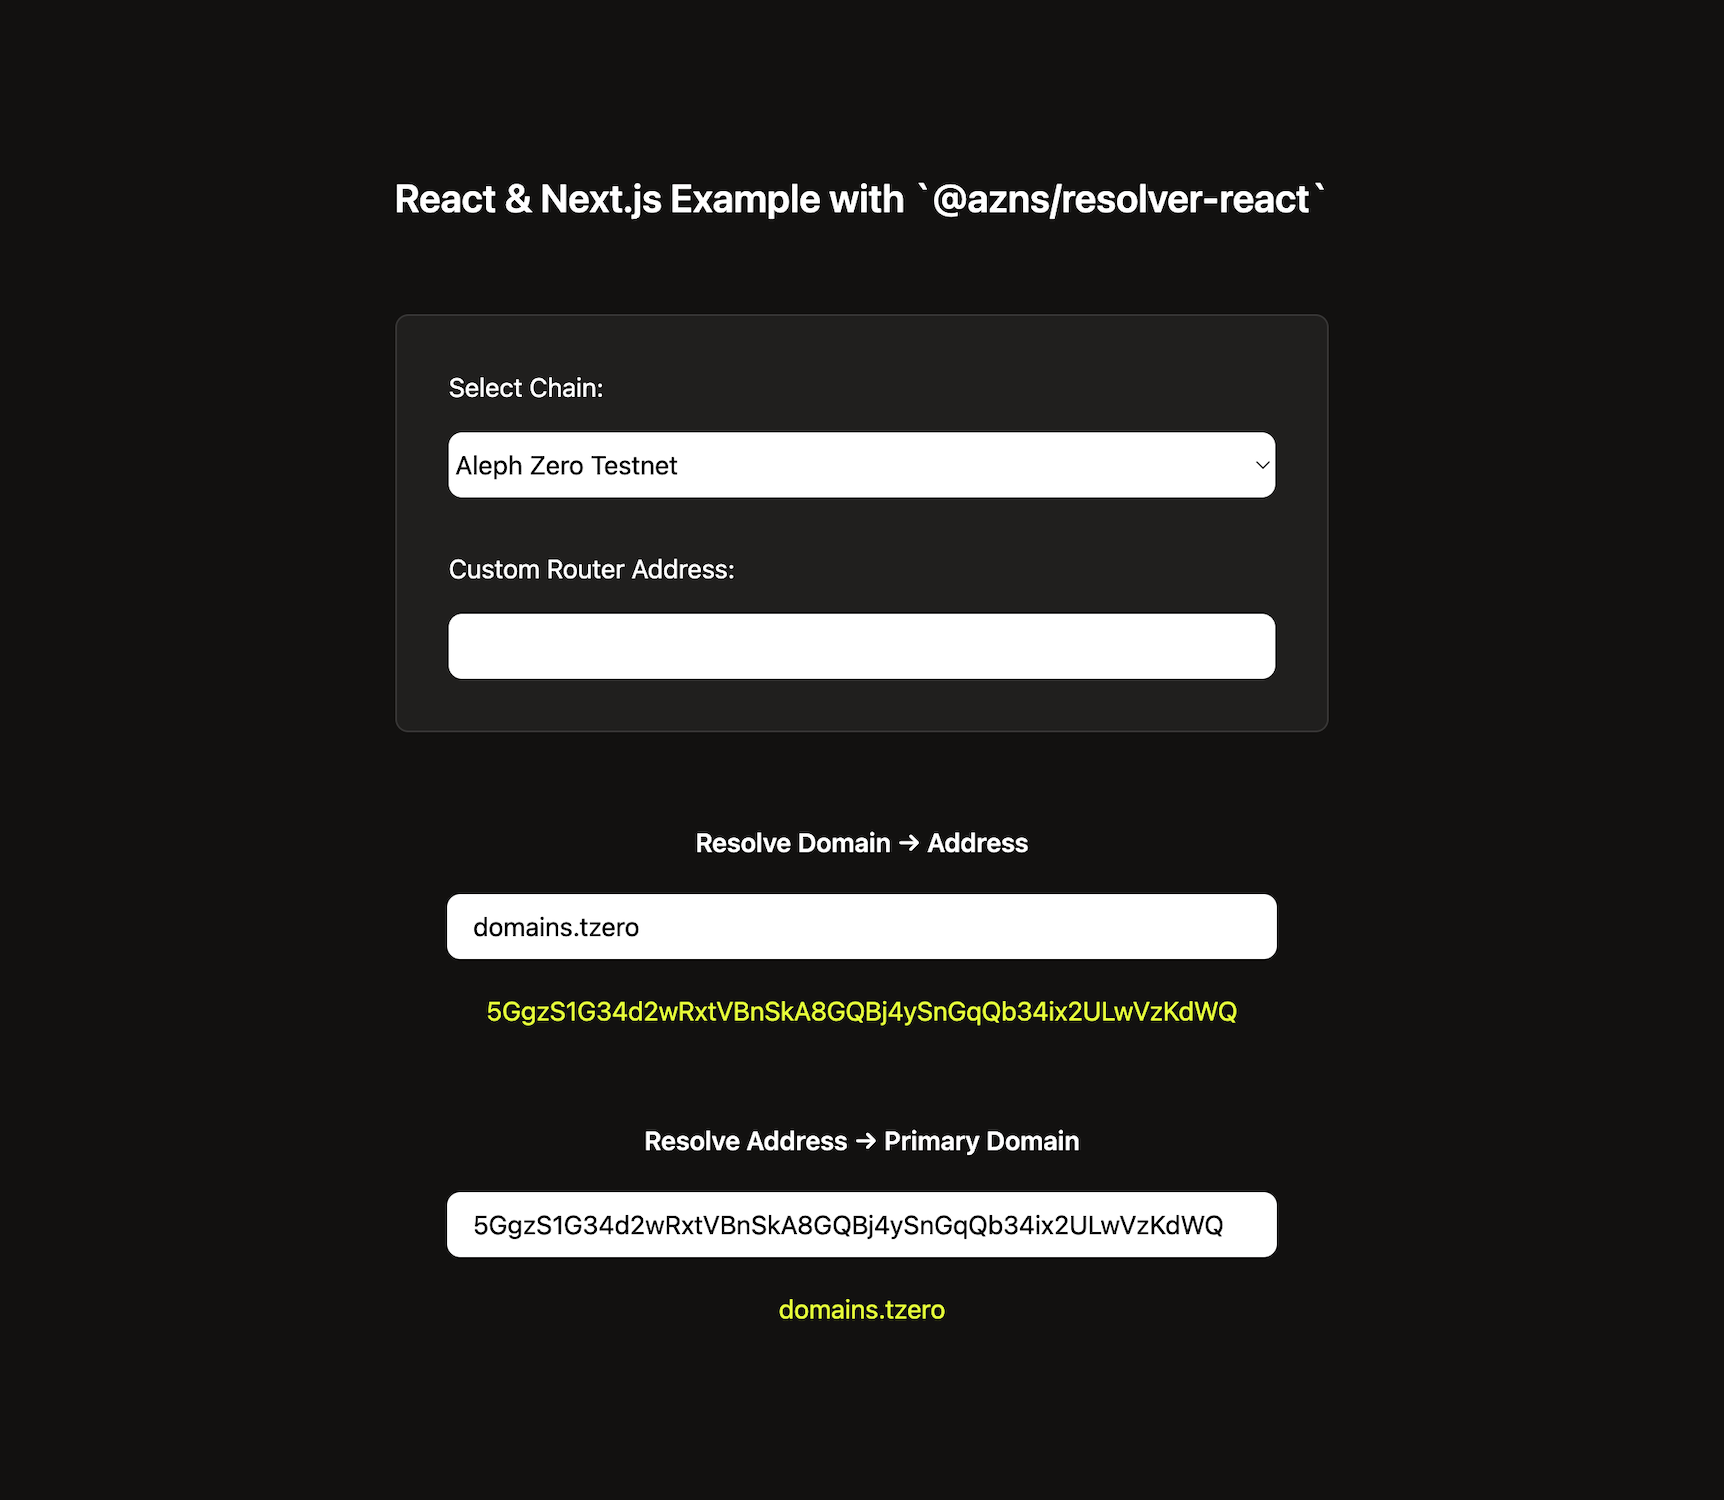 React & Next.js Example with `@azns/resolver-react`
Select Chain:
Aleph Zero Testnet
Custom Router Address:
Resolve Domain → Address
domains.tzero
5GgzS1G34d2wRxtVBnSkA8GQBj4ySnGqQb34ix2ULwVzKdWQ
Resolve Address → Primary Domain
5GgzS1G34d2wRxtVBnSkA8GQBj4ySnGqQb34ix2ULwVzKdWQ
domains.tzero